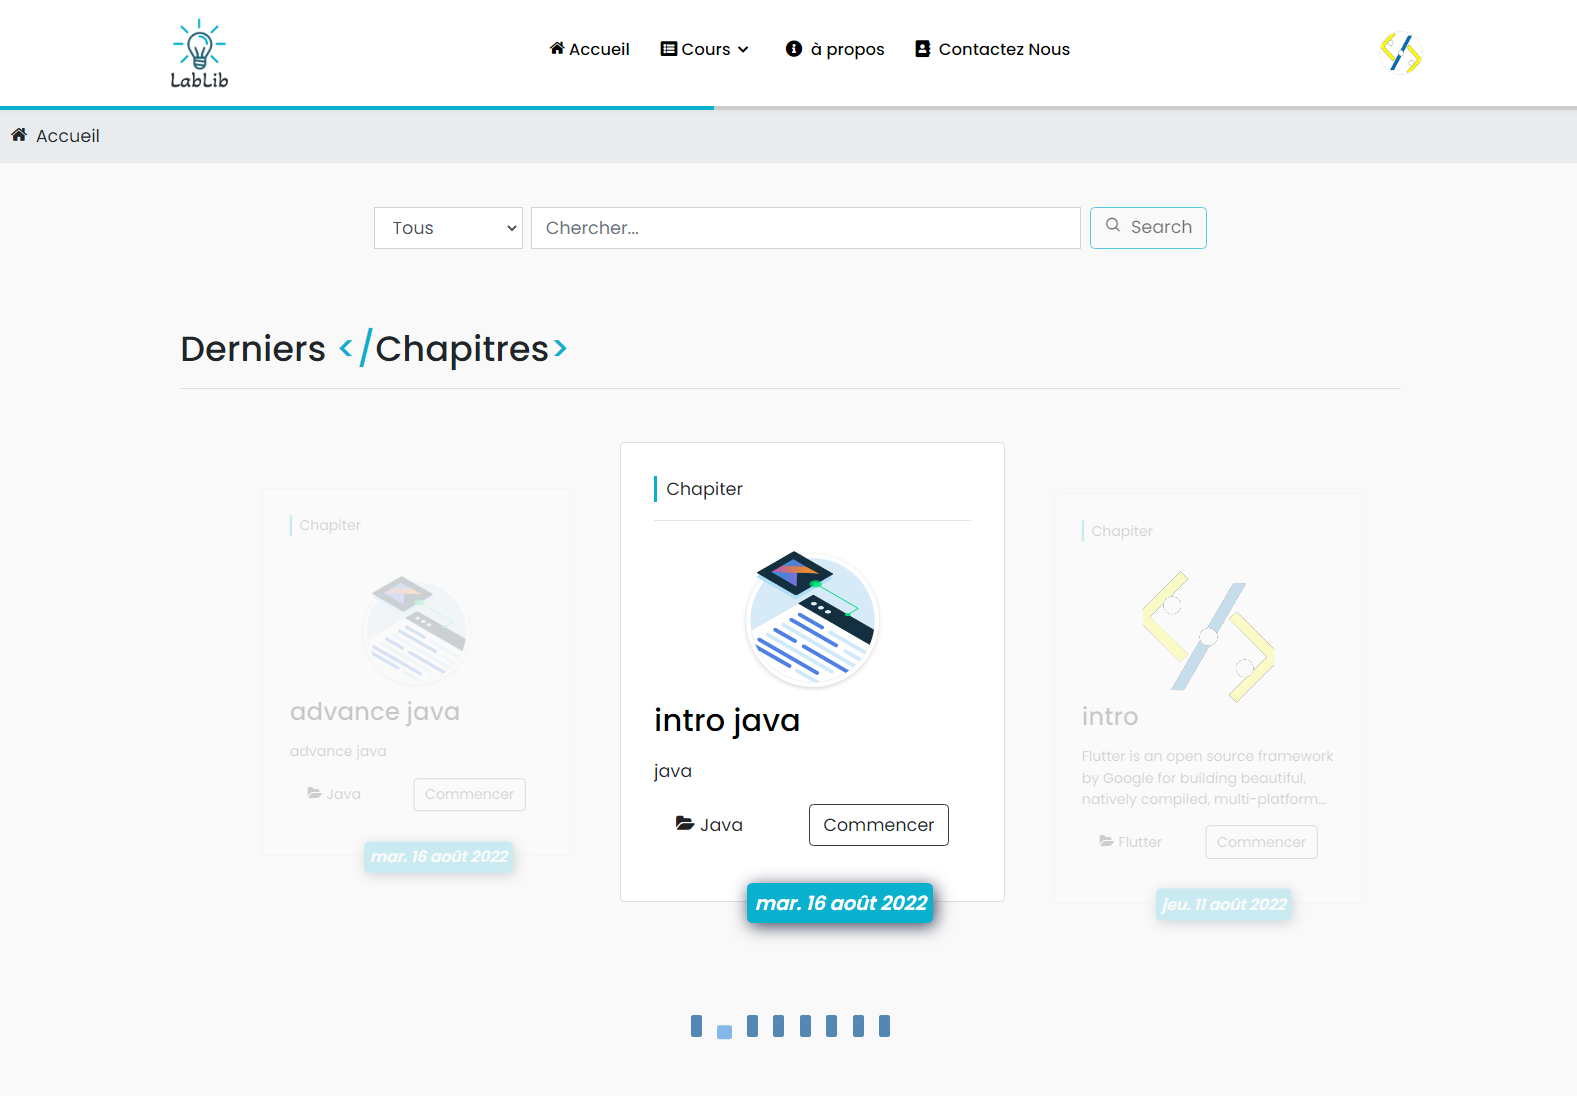 LabLib
Accueil
Cours
à propos
Contactez Nous
Accueil
Tous
Chercher...
Search
Derniers </Chapitres>
Chapiter
advance java
advance java
Java
Commencer
mar. 16 août 2022
Chapiter
intro java
java
Java
Commencer
mar. 16 août 2022
Chapiter
intro
Flutter is an open source framework
by Google for building beautiful,
natively compiled, multi-platform...
Flutter
Commencer
jeu. 11 août 2022